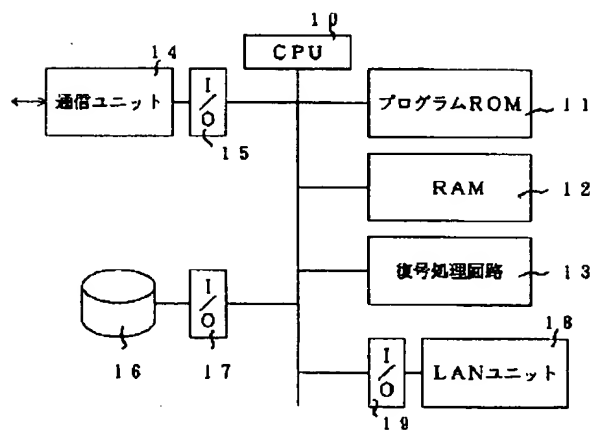 １０
CPU
１４
通信ユニット
I/O
１５
プログラムROM
１１
RAM
１２
復号処理回路
１３
１６
I/O
１７
１８
I/O
LANユニット
１９